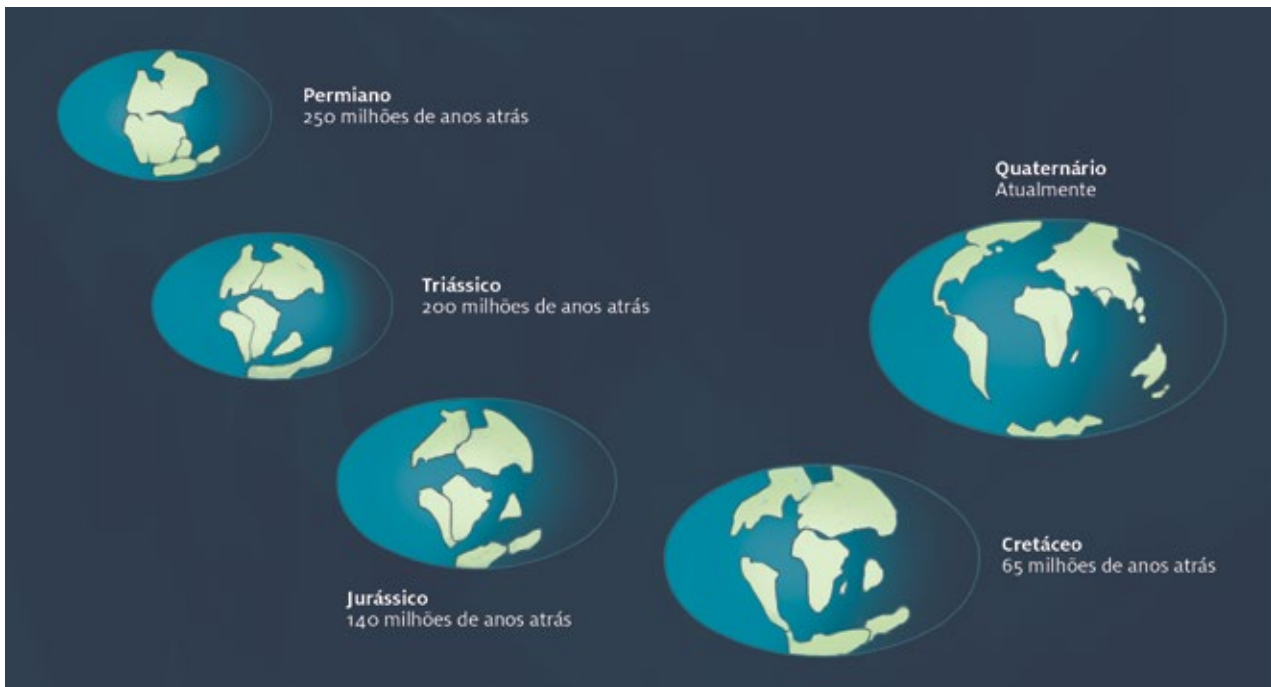 Permiano
250 milhões de anos atrás
Triássico
200 milhões de anos atrás
Jurássico
140 milhões de anos atrás
Cretáceo
65 milhões de anos atrás
Quaternário
Atualmente